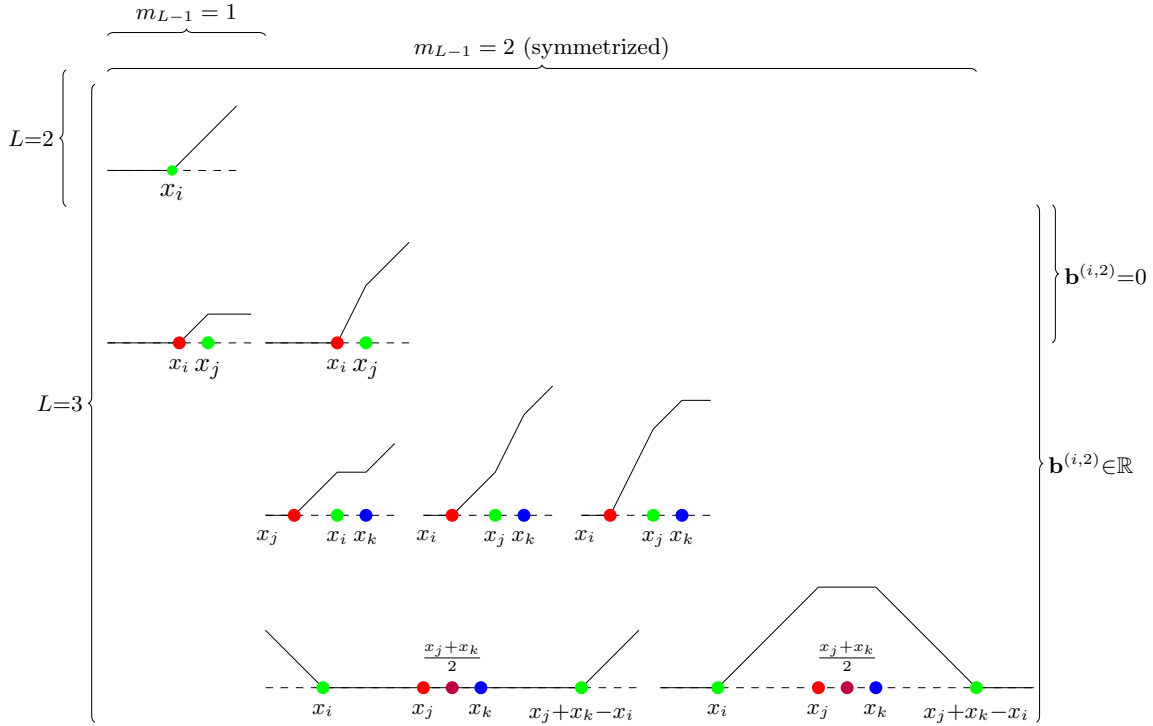 m_{L−1} = 1
m_{L−1} = 2 (symmetrized)
L=2
x_i
b^{(i,2)}=0
x_i x_j
x_i x_j
L=3
b^{(i,2)}∈ℝ
x_j x_i x_k
x_i x_j x_k
x_i x_j x_k
\frac{x_j+x_k}{2}
\frac{x_j+x_k}{2}
x_i x_j x_k x_j+x_k−x_i
x_i x_j x_k x_j+x_k−x_i